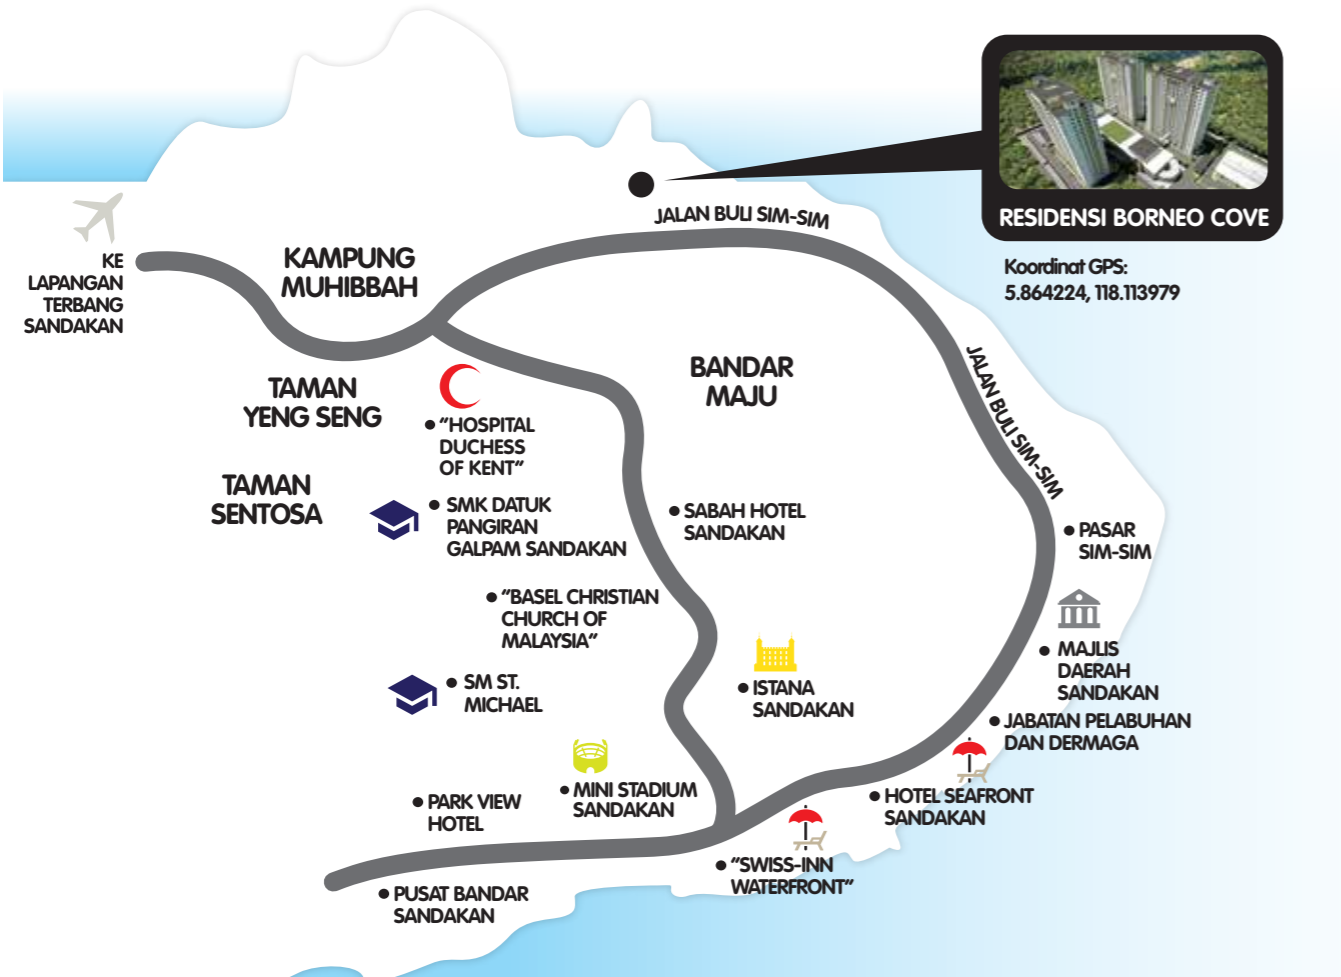 RESIDENSI BORNEO COVE
Koordinat GPS:
5.864224, 118.113979
JALAN BULI SIM-SIM
KE
LAPANGAN
TERBANG
SANDAKAN
KAMPUNG
MUHIBBAH
BANDAR
MAJU
JALAN BULI SIM-SIM
TAMAN
YENG SENG
"HOSPITAL
DUCHESS
OF KENT"
TAMAN
SENTOSA
SMK DATUK
PANGIRAN
GALPAM SANDAKAN
SABAH HOTEL
SANDAKAN
PASAR
SIM-SIM
"BASEL CHRISTIAN
CHURCH OF
MALAYSIA"
MAJLIS
DAERAH
SANDAKAN
SM ST.
MICHAEL
ISTANA
SANDAKAN
JABATAN PELABUHAN
DAN DERMAGA
MINI STADIUM
SANDAKAN
PARK VIEW
HOTEL
HOTEL SEAFRONT
SANDAKAN
"SWISS-INN
WATERFRONT"
PUSAT BANDAR
SANDAKAN